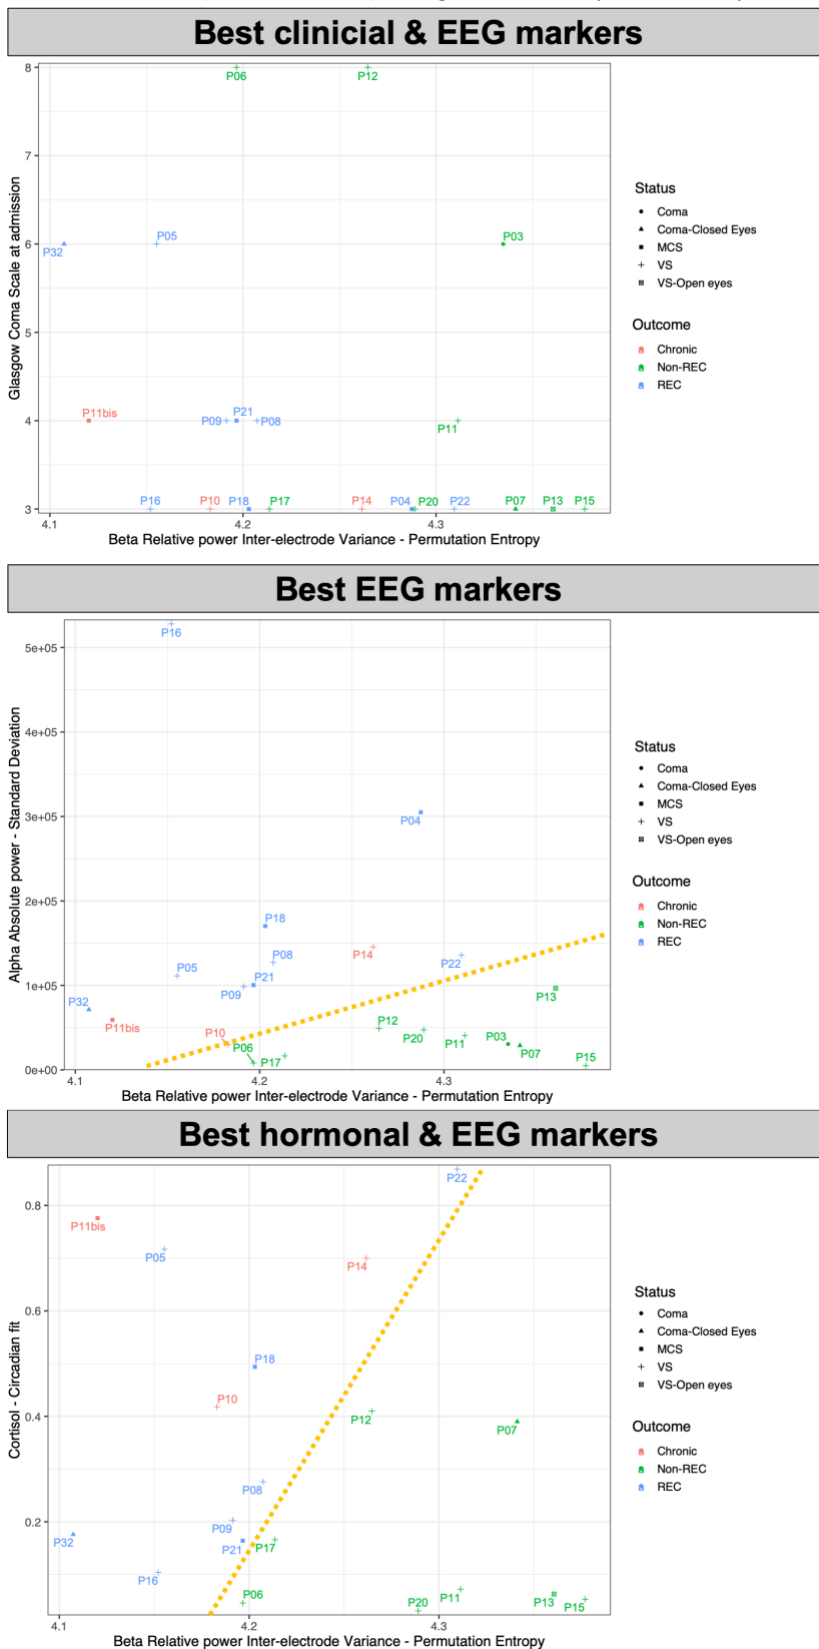 Best clinicial & EEG markers
8
7
6
5
4
3
Glasgow Coma Scale at admission
P06
P12
P32
P05
P03
P11bis
P09
P21
P08
P11
P16
P10
P18
P17
P14
P04
P20
P22
P07
P13
P15
4.1
4.2
4.3
Beta Relative power Inter-electrode Variance - Permutation Entropy
Status
Coma
Coma-Closed Eyes
MCS
VS
VS-Open eyes
Outcome
Chronic
Non-REC
REC
Best EEG markers
5e+05
4e+05
3e+05
2e+05
1e+05
0e+00
Alpha Absolute power - Standard Deviation
P16
P04
P18
P14
P08
P22
P05
P21
P09
P13
P32
P11bis
P12
P10
P20
P03
P11
P06
P07
P17
P15
4.1
4.2
4.3
Beta Relative power Inter-electrode Variance - Permutation Entropy
Status
Coma
Coma-Closed Eyes
MCS
VS
VS-Open eyes
Outcome
Chronic
Non-REC
REC
Best hormonal & EEG markers
0.8
0.6
0.4
0.2
Cortisol - Circadian fit
P22
P11bis
P05
P14
P18
P10
P12
P07
P08
P09
P32
P21
P17
P16
P06
P20
P11
P13
P15
4.1
4.2
4.3
Beta Relative power Inter-electrode Variance - Permutation Entropy
Status
Coma
Coma-Closed Eyes
MCS
VS
VS-Open eyes
Outcome
Chronic
Non-REC
REC